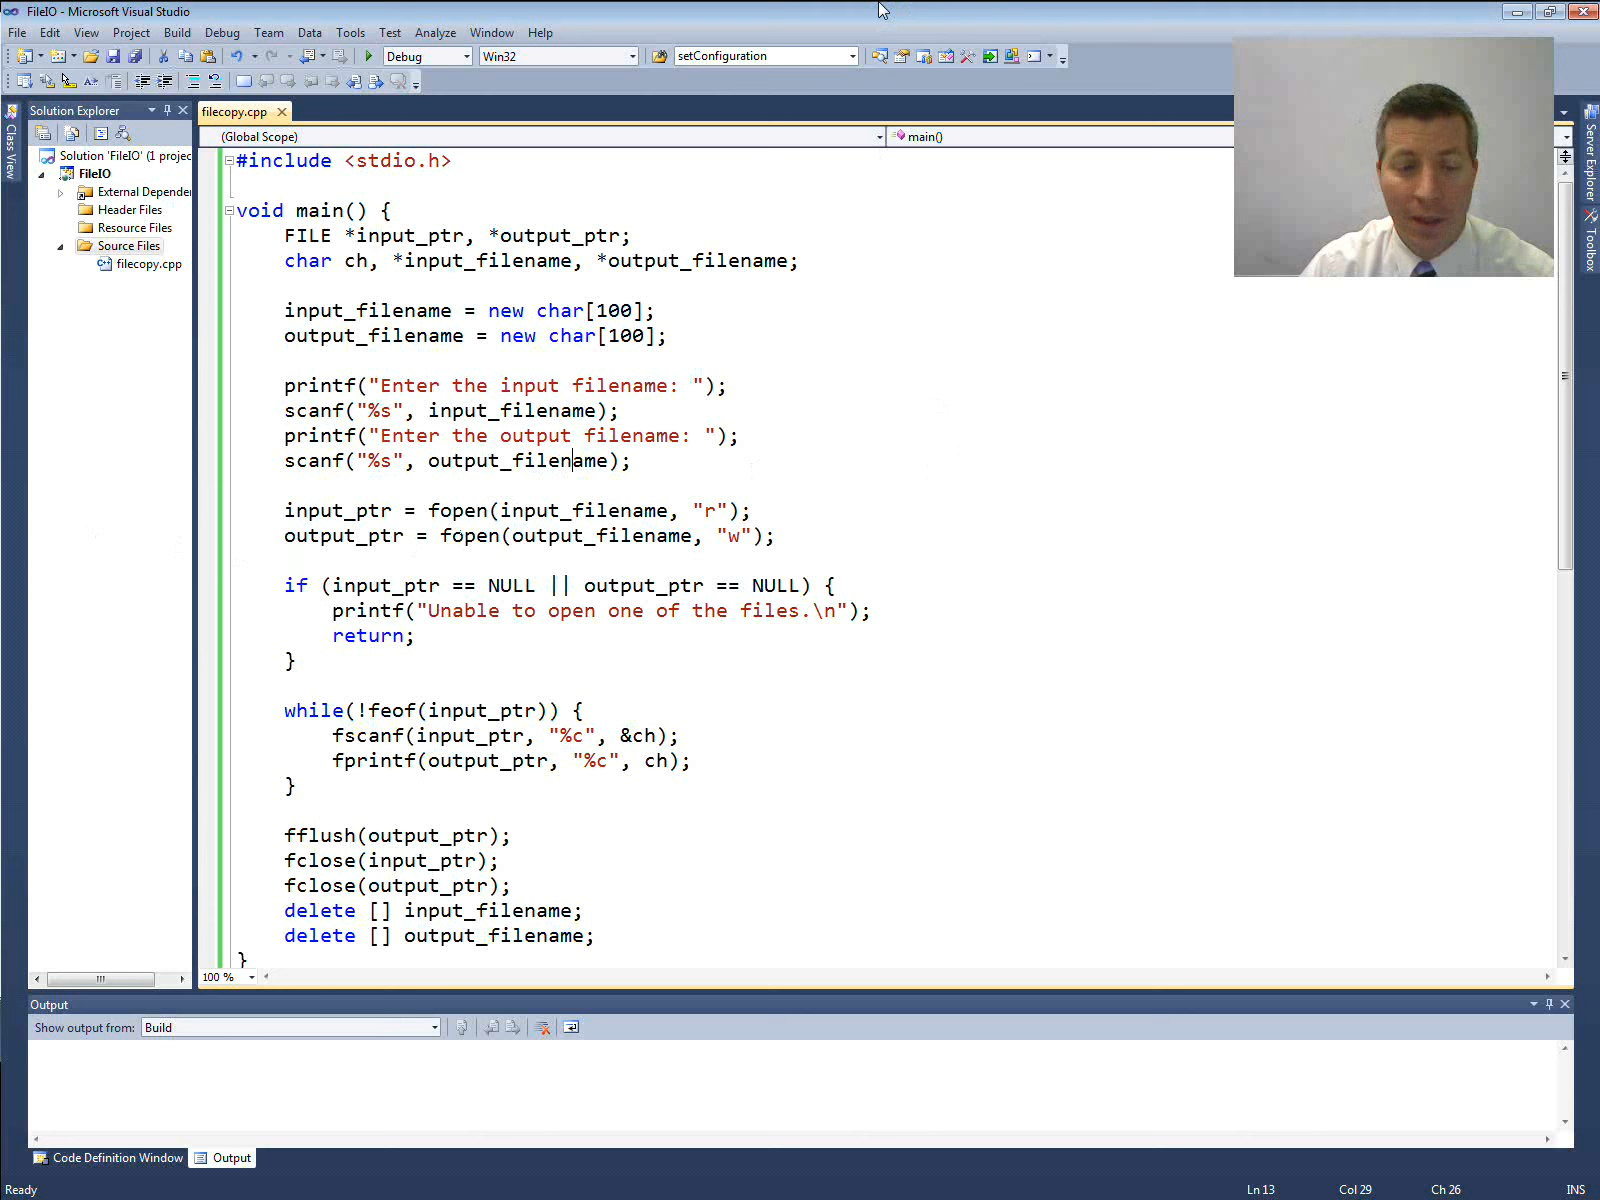 FileIO - Microsoft Visual Studio
File Edit View Project Build Debug Team Data Tools Test Analyze Window Help
Debug Win32 setConfiguration
Solution Explorer
Solution 'FileIO' (1 projec
FileIO
External Depender
Header Files
Resource Files
Source Files
filecopy.cpp
Class View
filecopy.cpp
(Global Scope) main()
#include <stdio.h>
void main() {
FILE *input_ptr, *output_ptr;
char ch, *input_filename, *output_filename;
input_filename = new char[100];
output_filename = new char[100];
printf("Enter the input filename: ");
scanf("%s", input_filename);
printf("Enter the output filename: ");
scanf("%s", output_filename);
input_ptr = fopen(input_filename, "r");
output_ptr = fopen(output_filename, "w");
if (input_ptr == NULL || output_ptr == NULL) {
printf("Unable to open one of the files.\n");
return;
}
while(!feof(input_ptr)) {
fscanf(input_ptr, "%c", &ch);
fprintf(output_ptr, "%c", ch);
}
fflush(output_ptr);
fclose(input_ptr);
fclose(output_ptr);
delete [] input_filename;
delete [] output_filename;
}
100 %
Server Explorer
Toolbox
Output
Show output from: Build
Code Definition Window Output
Ready Ln 13 Col 29 Ch 26 INS